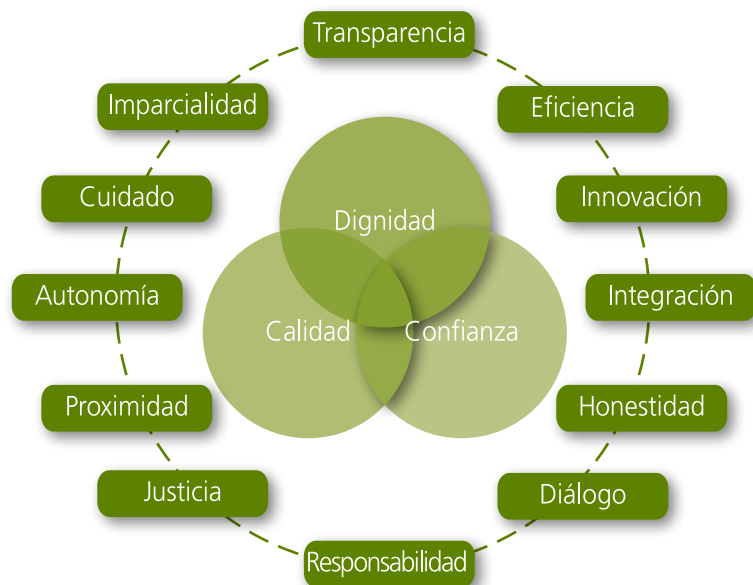 Transparencia
Imparcialidad
Eficiencia
Cuidado
Innovación
Dignidad
Autonomía
Integración
Calidad
Confianza
Proximidad
Honestidad
Justicia
Diálogo
Responsabilidad